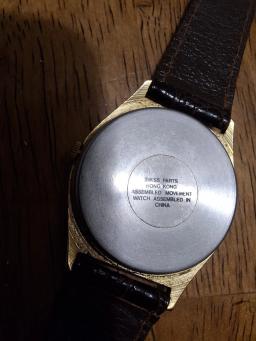 SWISS PARTS
HONG KONG
ASSEMBLED MOVEMENT
WATCH ASSEMBLED IN
CHINA